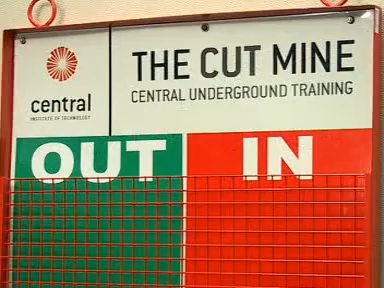 central
INSTITUTE OF TECHNOLOGY
THE CUT MINE
CENTRAL UNDERGROUND TRAINING
OUT IN